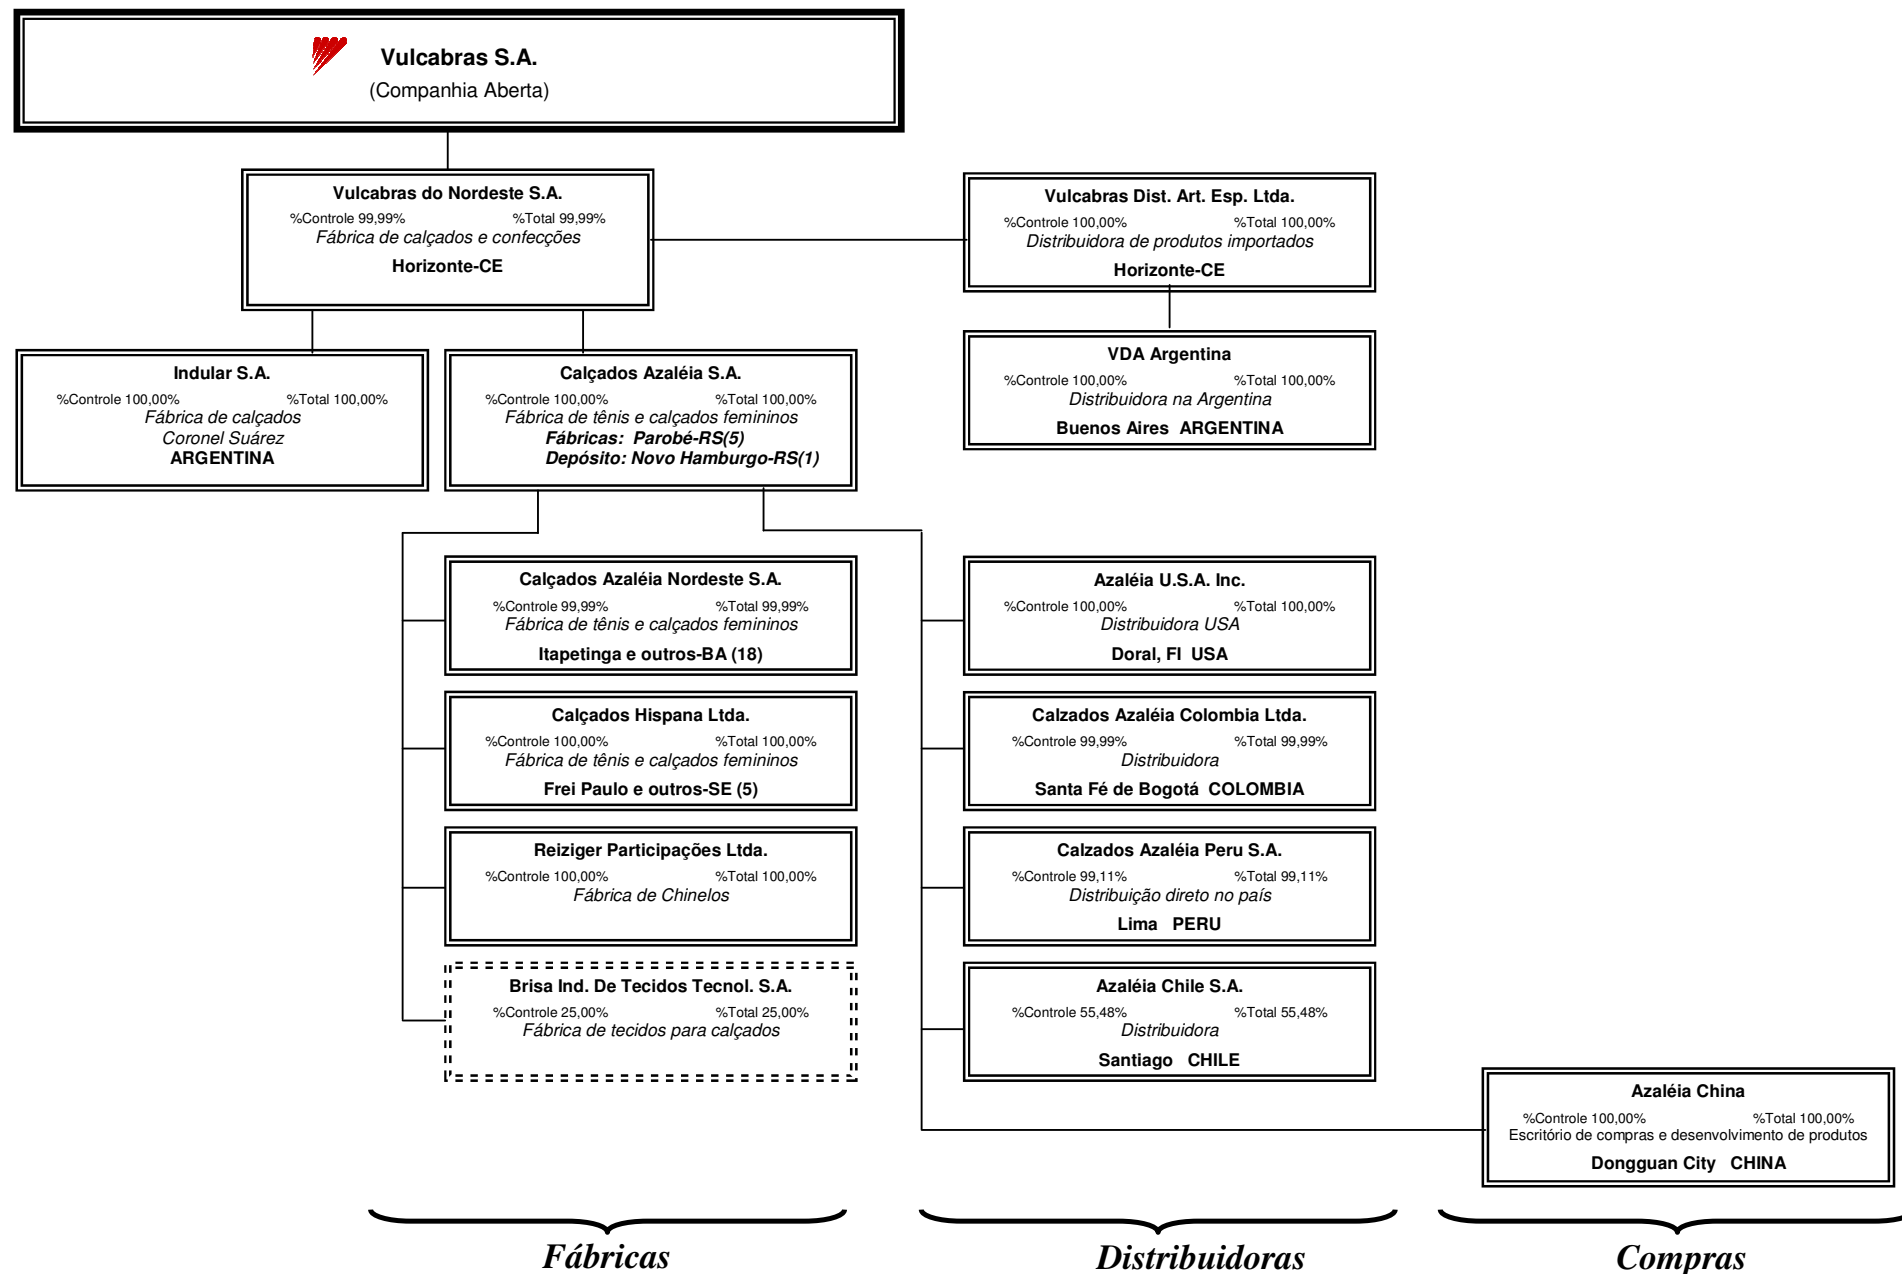 Vulcabras S.A.
(Companhia Aberta)
Vulcabras do Nordeste S.A.
%Controle 99,99% %Total 99,99%
Fábrica de calçados e confecções
Horizonte-CE
Vulcabras Dist. Art. Esp. Ltda.
%Controle 100,00% %Total 100,00%
Distribuidora de produtos importados
Horizonte-CE
VDA Argentina
%Controle 100,00% %Total 100,00%
Distribuidora na Argentina
Buenos Aires ARGENTINA
Indular S.A.
%Controle 100,00% %Total 100,00%
Fábrica de calçados
Coronel Suárez
ARGENTINA
Calçados Azaléia S.A.
%Controle 100,00% %Total 100,00%
Fábrica de tênis e calçados femininos
Fábricas: Parobé-RS(5)
Depósito: Novo Hamburgo-RS(1)
Calçados Azaléia Nordeste S.A.
%Controle 99,99% %Total 99,99%
Fábrica de tênis e calçados femininos
Itapetinga e outros-BA (18)
Calçados Hispana Ltda.
%Controle 100,00% %Total 100,00%
Fábrica de tênis e calçados femininos
Frei Paulo e outros-SE (5)
Reiziger Participações Ltda.
%Controle 100,00% %Total 100,00%
Fábrica de Chinelos
Brisa Ind. De Tecidos Tecnol. S.A.
%Controle 25,00% %Total 25,00%
Fábrica de tecidos para calçados
Azaléia U.S.A. Inc.
%Controle 100,00% %Total 100,00%
Distribuidora USA
Doral, FI USA
Calzados Azaléia Colombia Ltda.
%Controle 99,99% %Total 99,99%
Distribuidora
Santa Fé de Bogotá COLOMBIA
Calzados Azaléia Peru S.A.
%Controle 99,11% %Total 99,11%
Distribuição direto no país
Lima PERU
Azaléia Chile S.A.
%Controle 55,48% %Total 55,48%
Distribuidora
Santiago CHILE
Azaléia China
%Controle 100,00% %Total 100,00%
Escritório de compras e desenvolvimento de produtos
Dongguan City CHINA
Fábricas
Distribuidoras
Compras